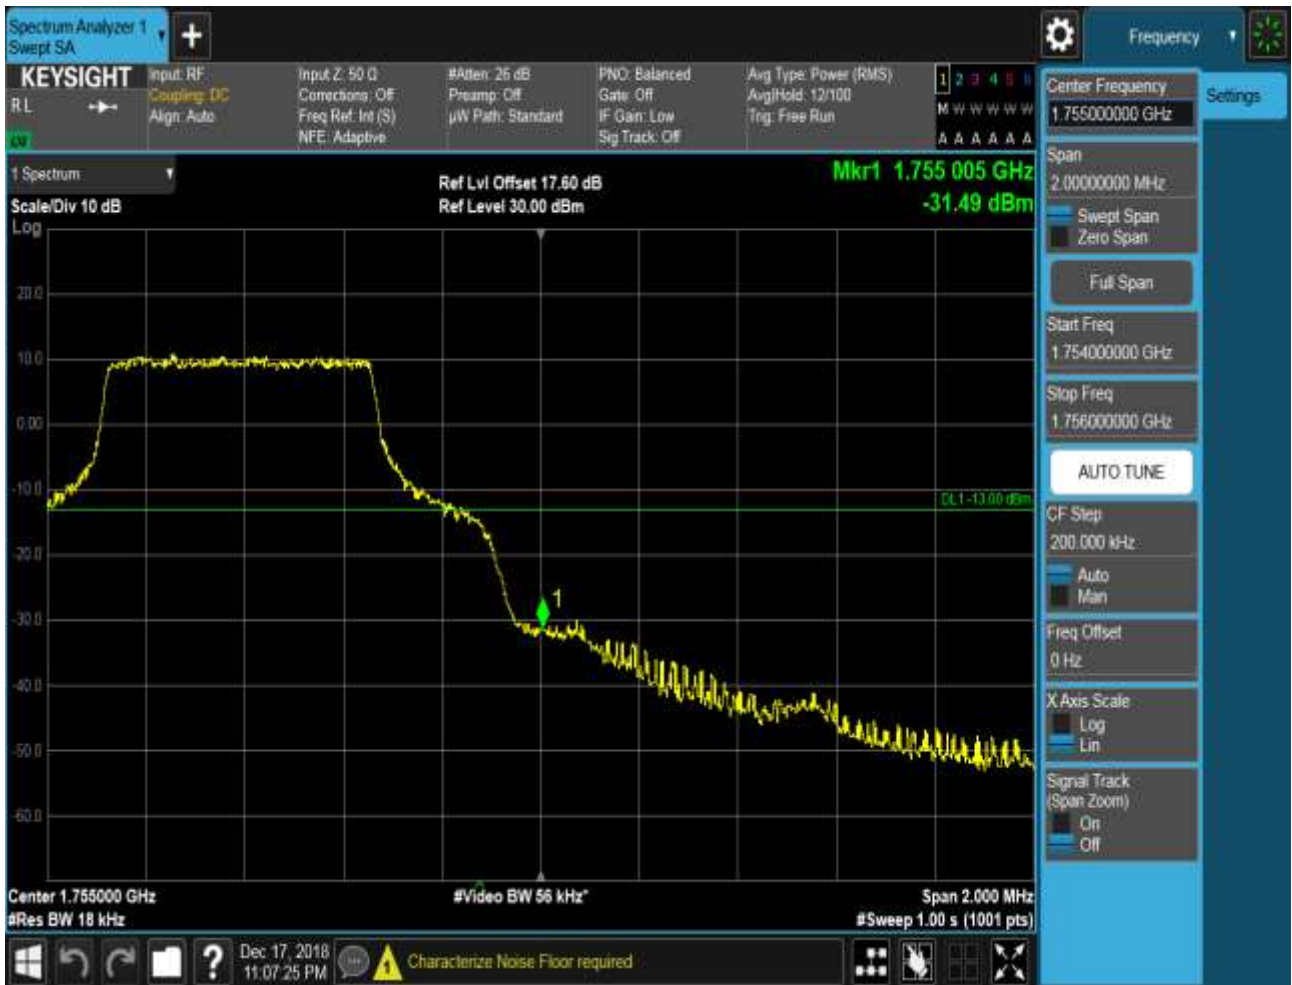 Spectrum Analyzer 1
Swept SA
+
Frequency
KEYSIGHT
R L
Input: RF
Coupling: DC
Align: Auto
Input Z: 50 Ω
Corrections: Off
Freq Ref: Int (S)
NFE: Adaptive
#Atten: 26 dB
Preamp: Off
µW Path: Standard
PNO: Balanced
Gate: Off
IF Gain: Low
Sig Track: Off
Avg Type: Power (RMS)
Avg|Hold: 12/100
Trig: Free Run
1 2 3 4 5 6
M W W W W W
A A A A A A
1 Spectrum
Scale/Div 10 dB
Log
Ref Lvl Offset 17.60 dB
Ref Level 30.00 dBm
Mkr1 1.755 005 GHz
-31.49 dBm
20.0
10.0
0.00
-10.0
-20.0
-30.0
-40.0
-50.0
-60.0
DL1 -13.00 dBm
1
Center 1.755000 GHz
#Res BW 18 kHz
#Video BW 56 kHz*
Span 2.000 MHz
#Sweep 1.00 s (1001 pts)
Center Frequency
1.755000000 GHz
Settings
Span
2.00000000 MHz
Swept Span
Zero Span
Full Span
Start Freq
1.754000000 GHz
Stop Freq
1.756000000 GHz
AUTO TUNE
CF Step
200.000 kHz
Auto
Man
Freq Offset
0 Hz
X Axis Scale
Log
Lin
Signal Track
(Span Zoom)
On
Off
?
Dec 17, 2018
11:07:25 PM
1
Characterize Noise Floor required